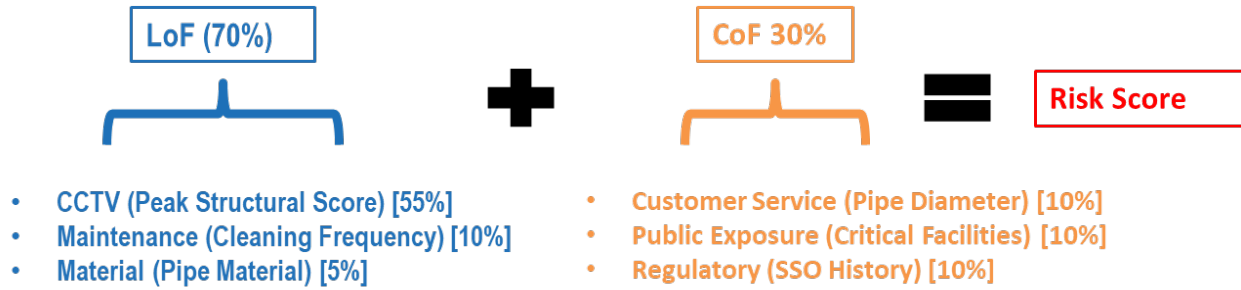 LoF (70%)
CoF 30%
Risk Score
• CCTV (Peak Structural Score) [55%]
• Maintenance (Cleaning Frequency) [10%]
• Material (Pipe Material) [5%]
• Customer Service (Pipe Diameter) [10%]
• Public Exposure (Critical Facilities) [10%]
• Regulatory (SSO History) [10%]